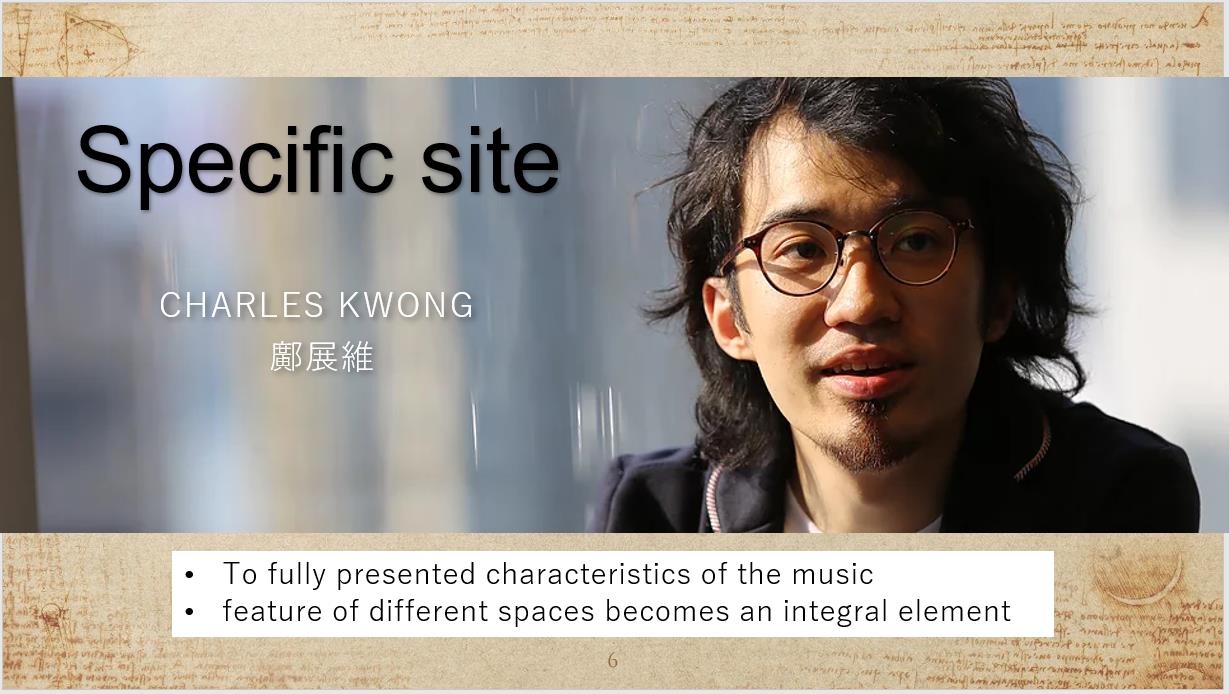 Specific site
CHARLES KWONG
鄺展維
• To fully presented characteristics of the music
• feature of different spaces becomes an integral element
6